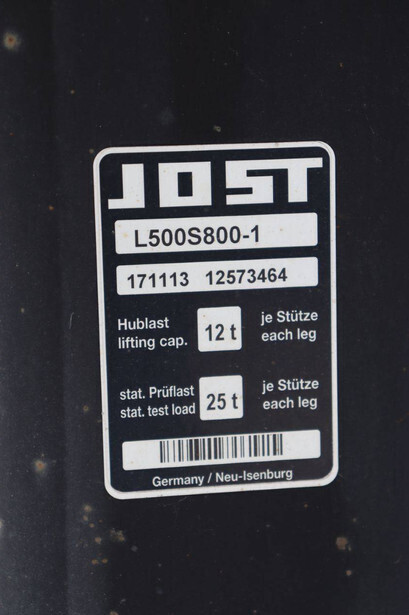 JOST
L500S800-1
171113 12573464
Hublast
lifting cap.
12 t
je Stütze
each leg
stat. Prüflast
stat. test load
25 t
je Stütze
each leg
Germany / Neu-Isenburg